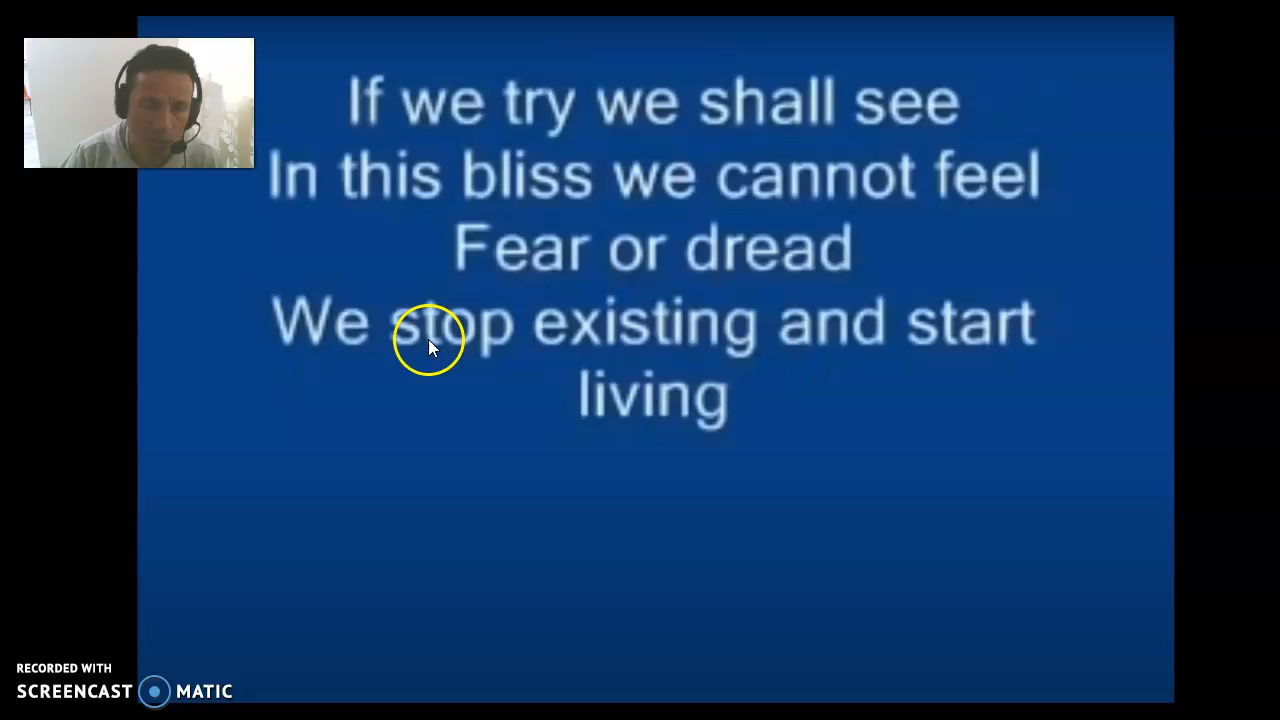 If we try we shall see
In this bliss we cannot feel
Fear or dread
We stop existing and start
living
RECORDED WITH
SCREENCAST MATIC